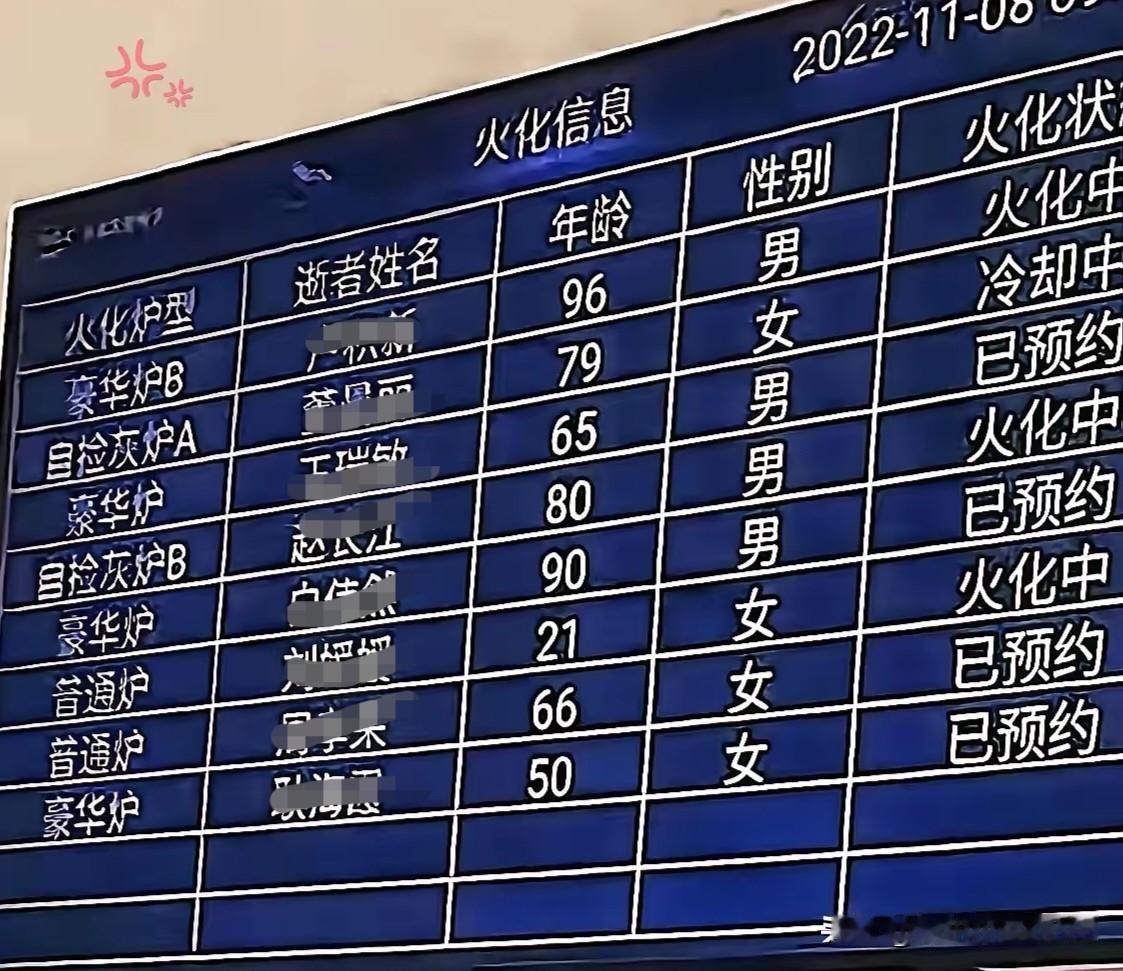 2022-11-08
火化信息
火化炉型 逝者姓名 年龄 性别 火化状
豪华炉B 96 男 火化中
自捡灰炉A 79 女 冷却中
豪华炉 65 男 已预约
自捡灰炉B 80 男 火化中
豪华炉 90 男 已预约
普通炉 21 女 火化中
普通炉 66 女 已预约
豪华炉 50 女 已预约